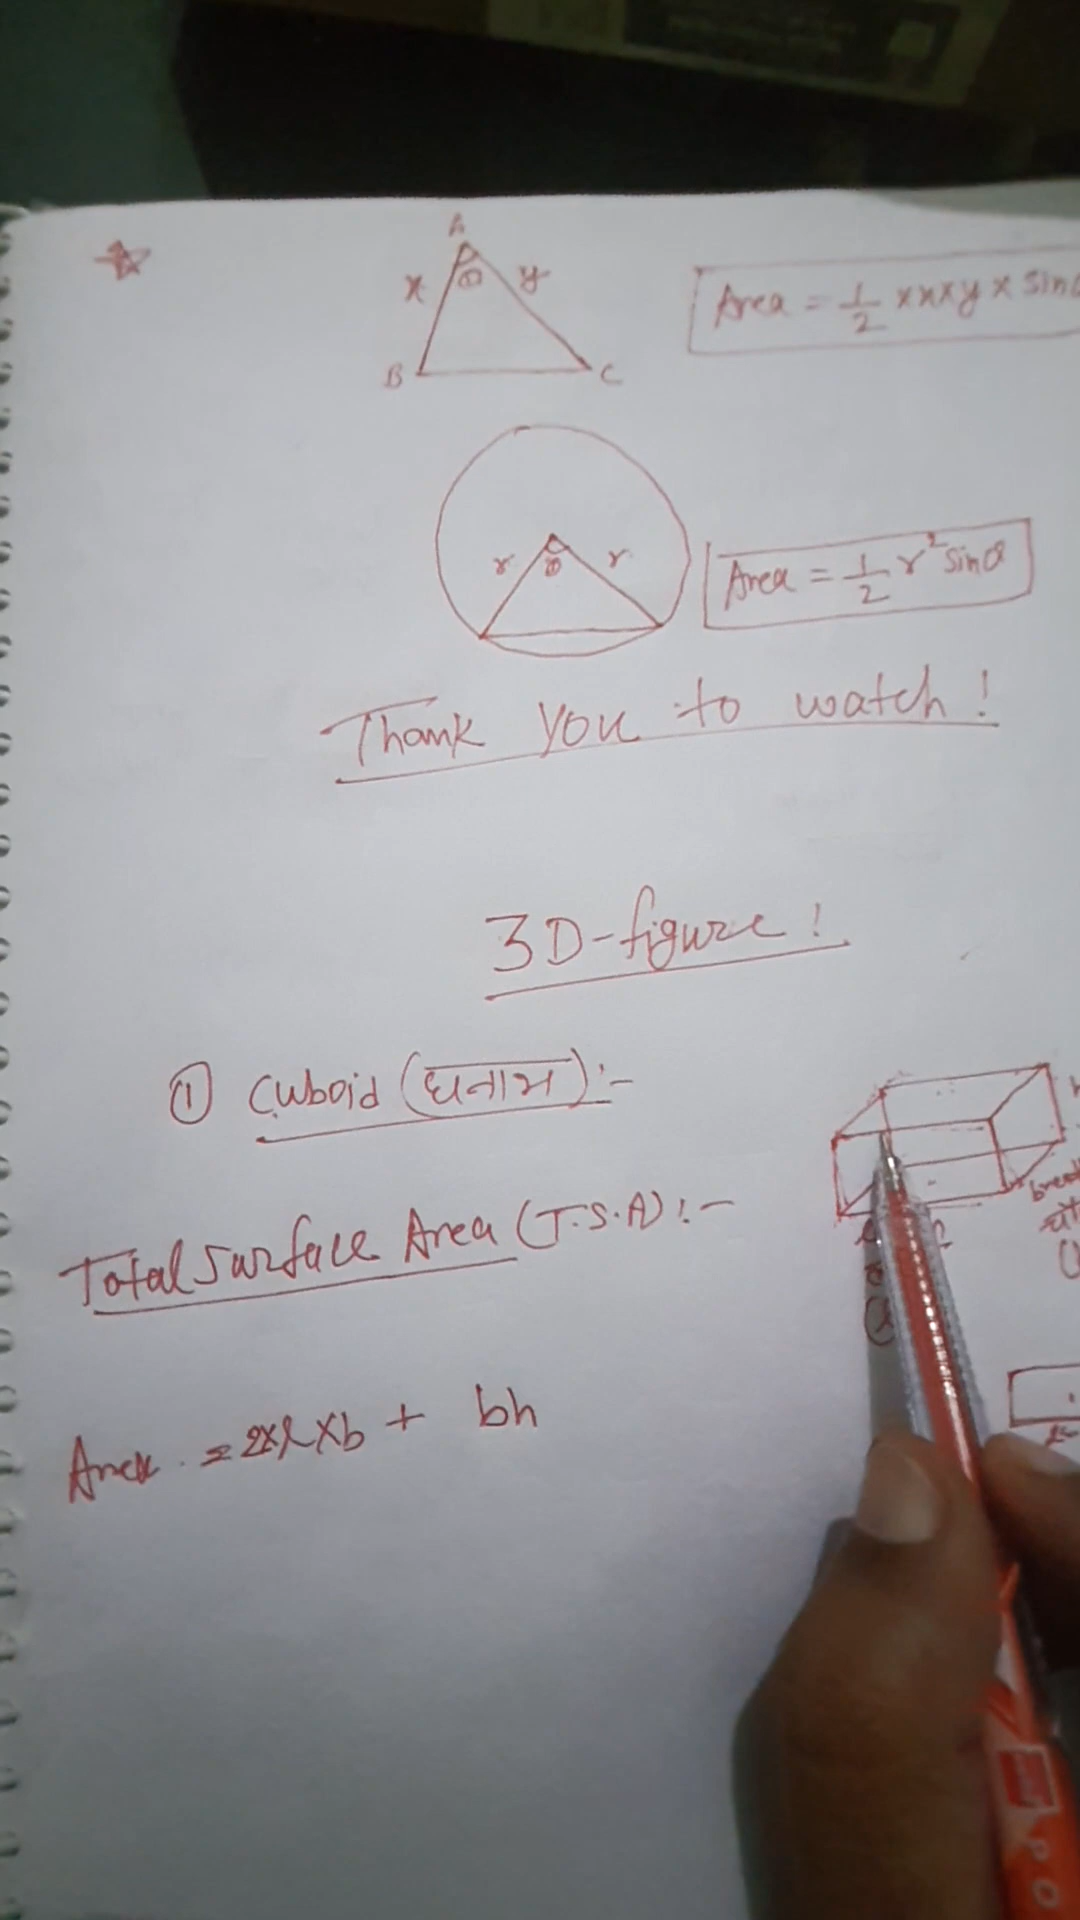 A
x θ y
B C
Area = 1/2 × x × y × sinθ
r θ r
Area = 1/2 r² sinθ
Thank you to watch!
3D-figure!
① Cuboid (घनाभ):-
Total Surface Area (T.S.A):-
Area = 2×l×b + bh